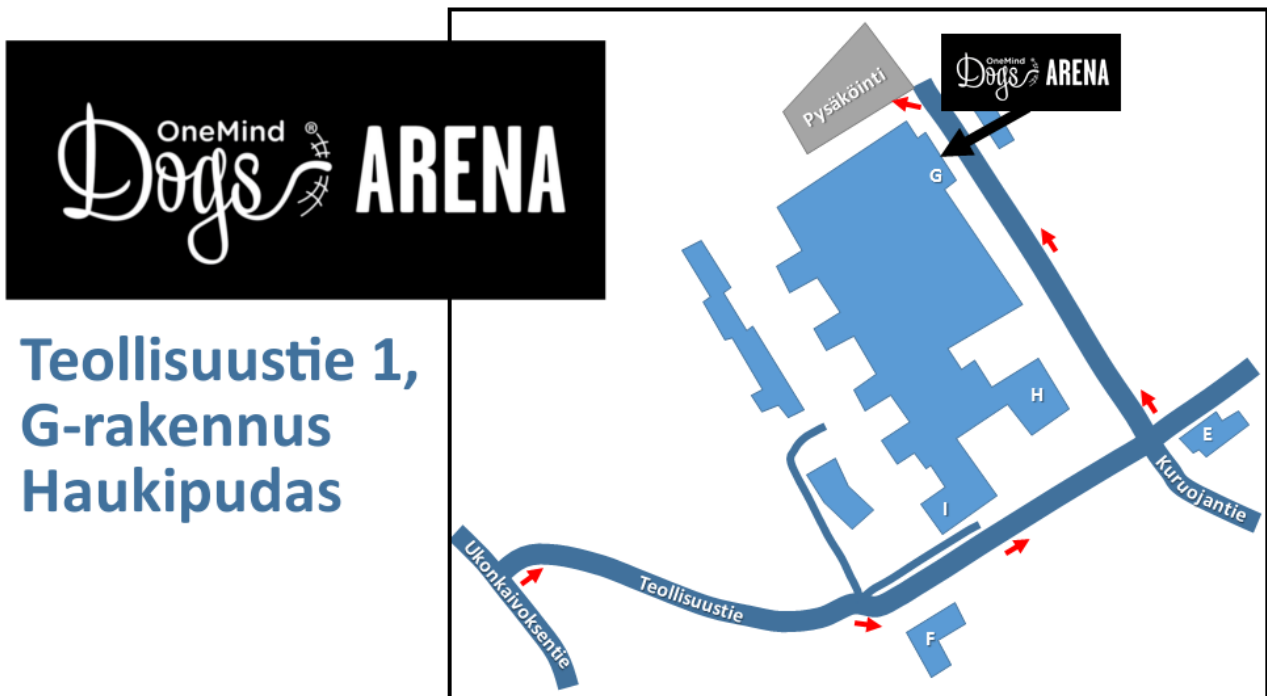 OneMind
Dogs ® ARENA
Teollisuustie 1,
G-rakennus
Haukipudas
Pysäköinti
OneMind
Dogs ARENA
G
H
E
I
F
Kuruojantie
Teollisuustie
Ukonkaivoksentie